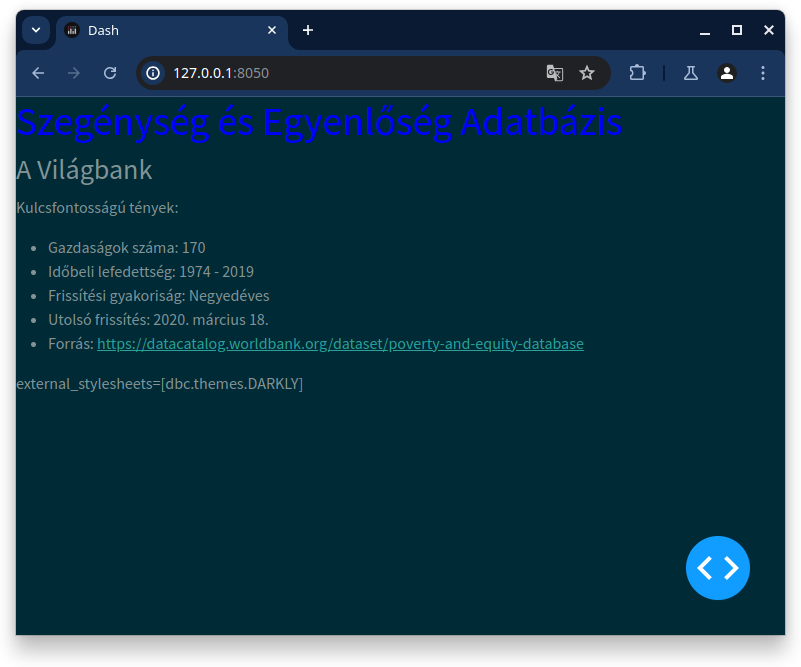 Dash
127.0.0.1:8050
Szegénység és Egyenlőség Adatbázis
A Világbank
Kulcsfontosságú tények:
Gazdaságok száma: 170
Időbeli lefedettség: 1974 - 2019
Frissítési gyakoriság: Negyedéves
Utolsó frissítés: 2020. március 18.
Forrás: https://datacatalog.worldbank.org/dataset/poverty-and-equity-database
external_stylesheets=[dbc.themes.DARKLY]